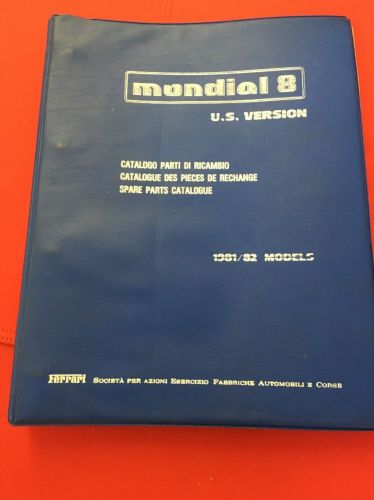 mundial 8
U.S. VERSION
CATALOGO PARTI DI RICAMBIO
CATALOGUE DES PIECES DE RECHANGE
SPARE PARTS CATALOGUE
1981/82 MODELS
Ferrari SOCIETÀ PER AZIONI ESERCIZIO FABBRICHE AUTOMOBILI E CORSE